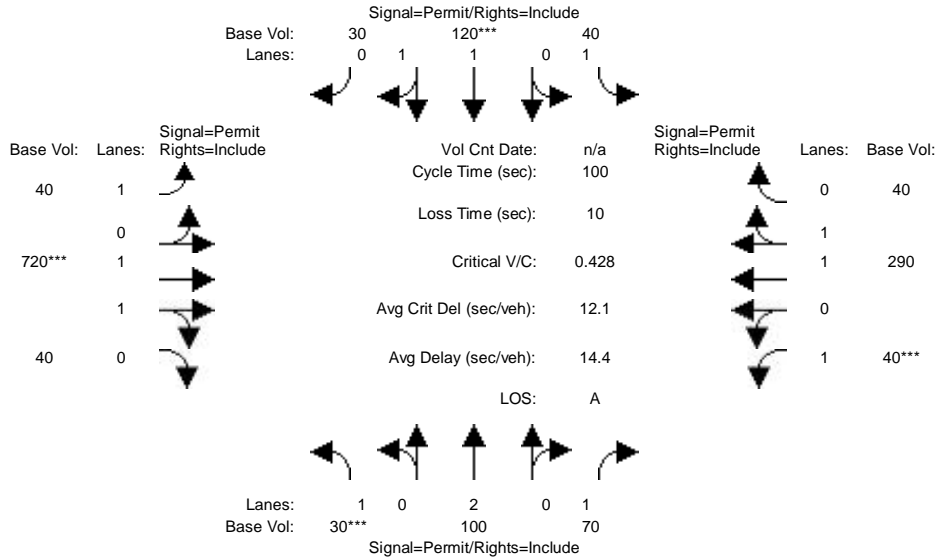 Signal=Permit/Rights=Include
Base Vol: 30 120*** 40
Lanes: 0 1 1 0 1
Signal=Permit
Base Vol: Lanes: Rights=Include
40 1
0
720*** 1
1
40 0
Vol Cnt Date: n/a
Cycle Time (sec): 100
Loss Time (sec): 10
Critical V/C: 0.428
Avg Crit Del (sec/veh): 12.1
Avg Delay (sec/veh): 14.4
LOS: A
Signal=Permit
Rights=Include Lanes: Base Vol:
0 40
1
1 290
0
1 40***
Lanes: 1 0 2 0 1
Base Vol: 30*** 100 70
Signal=Permit/Rights=Include